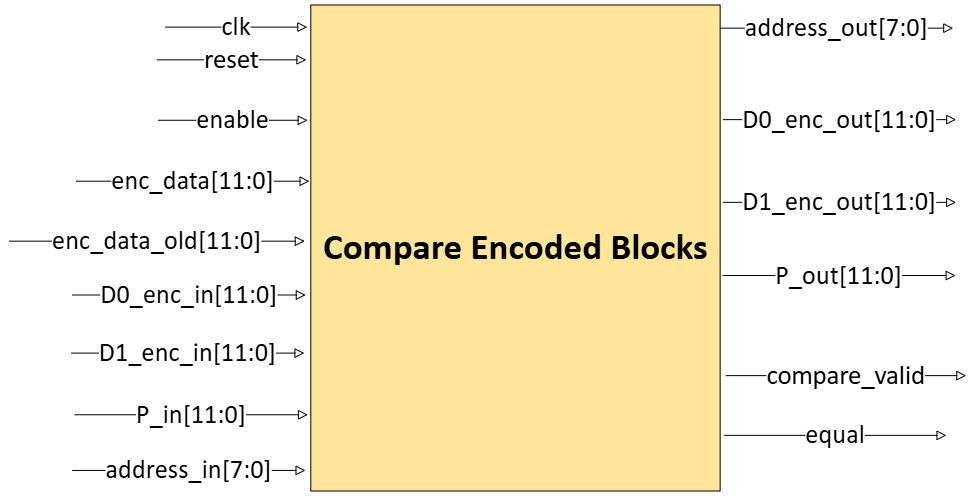 clk
reset
enable
enc_data[11:0]
enc_data_old[11:0]
D0_enc_in[11:0]
D1_enc_in[11:0]
P_in[11:0]
address_in[7:0]
Compare Encoded Blocks
address_out[7:0]
D0_enc_out[11:0]
D1_enc_out[11:0]
P_out[11:0]
compare_valid
equal